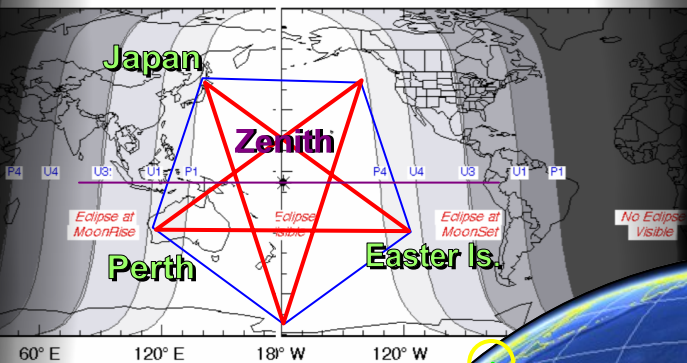 Japan
Zenith
P4 U4 U3 U1 P1 P4 U4 U3 U1 P1
Eclipse at
MoonRise
Eclipse
Visible
Eclipse at
MoonSet
No Eclipse
Visible
Perth
Easter Is.
60° E 120° E 180° W 120° W